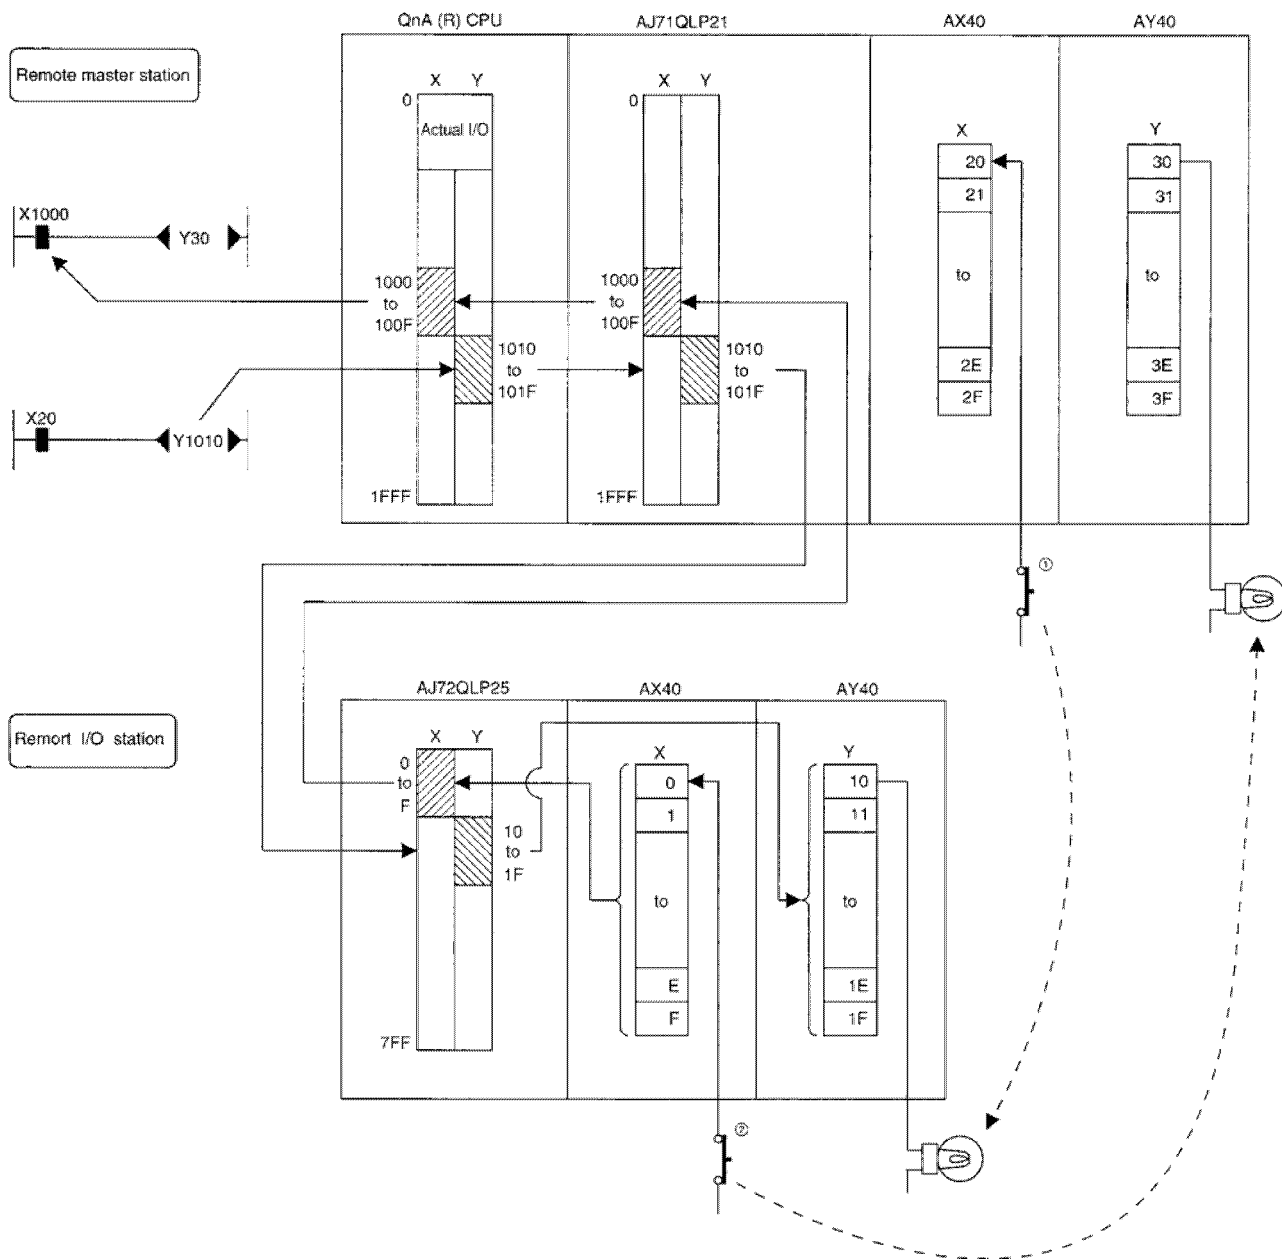 QnA (R) CPU
AJ71QLP21
AX40
AY40
Remote master station
X Y
0
Actual I/O
X Y
0
X
20
21
to
2E
2F
Y
30
31
to
3E
3F
X1000
Y30
1000
to
100F
1000
to
100F
1010
to
101F
1010
to
101F
X20
Y1010
1FFF
1FFF
①
AJ72QLP25
AX40
AY40
Remort I/O station
X Y
0
to
F
10
to
1F
7FF
X
0
1
to
E
F
Y
10
11
to
1E
1F
②